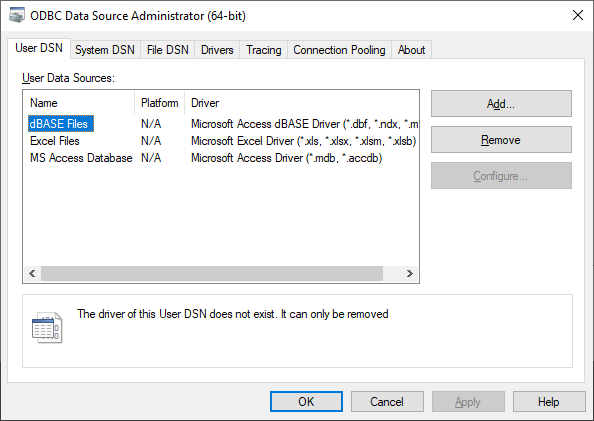 ODBC Data Source Administrator (64-bit)
User DSN System DSN File DSN Drivers Tracing Connection Pooling About
User Data Sources:
Name Platform Driver
dBASE Files N/A Microsoft Access dBASE Driver (*.dbf, *.ndx, *.m
Excel Files N/A Microsoft Excel Driver (*.xls, *.xlsx, *.xlsm, *.xlsb)
MS Access Database N/A Microsoft Access Driver (*.mdb, *.accdb)
Add...
Remove
Configure...
The driver of this User DSN does not exist. It can only be removed
OK Cancel Apply Help